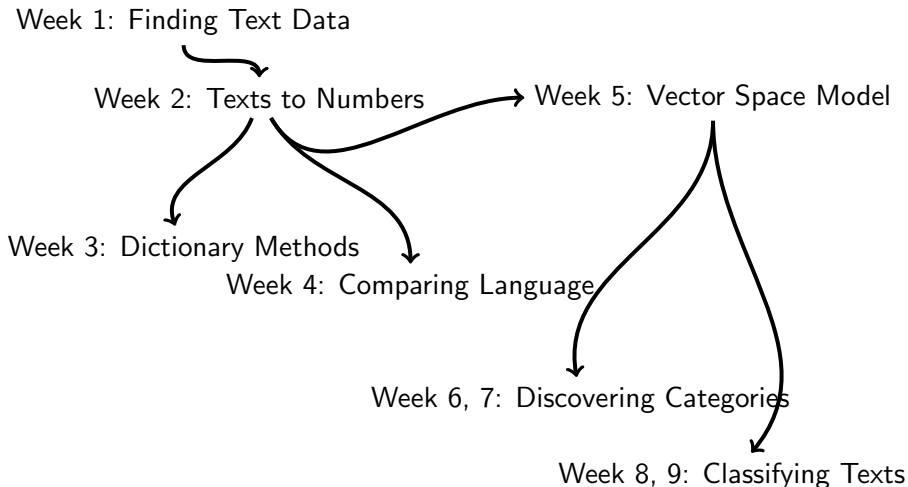 Week 1: Finding Text Data
Week 2: Texts to Numbers
Week 5: Vector Space Model
Week 3: Dictionary Methods
Week 4: Comparing Language
Week 6, 7: Discovering Categories
Week 8, 9: Classifying Texts